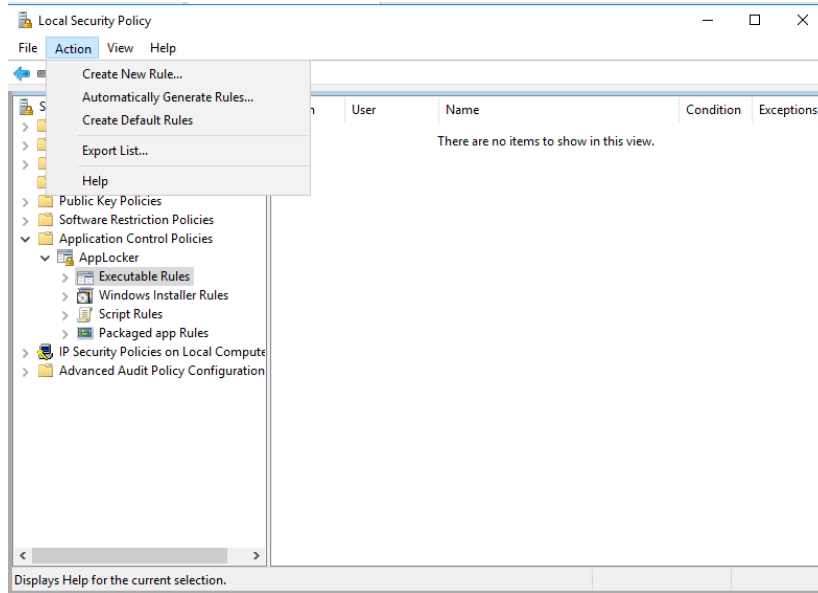 Local Security Policy
File Action View Help
Create New Rule...
Automatically Generate Rules...
Create Default Rules
Export List...
Help
S
Public Key Policies
Software Restriction Policies
Application Control Policies
AppLocker
Executable Rules
Windows Installer Rules
Script Rules
Packaged app Rules
IP Security Policies on Local Compute
Advanced Audit Policy Configuration
n User Name Condition Exceptions
There are no items to show in this view.
Displays Help for the current selection.